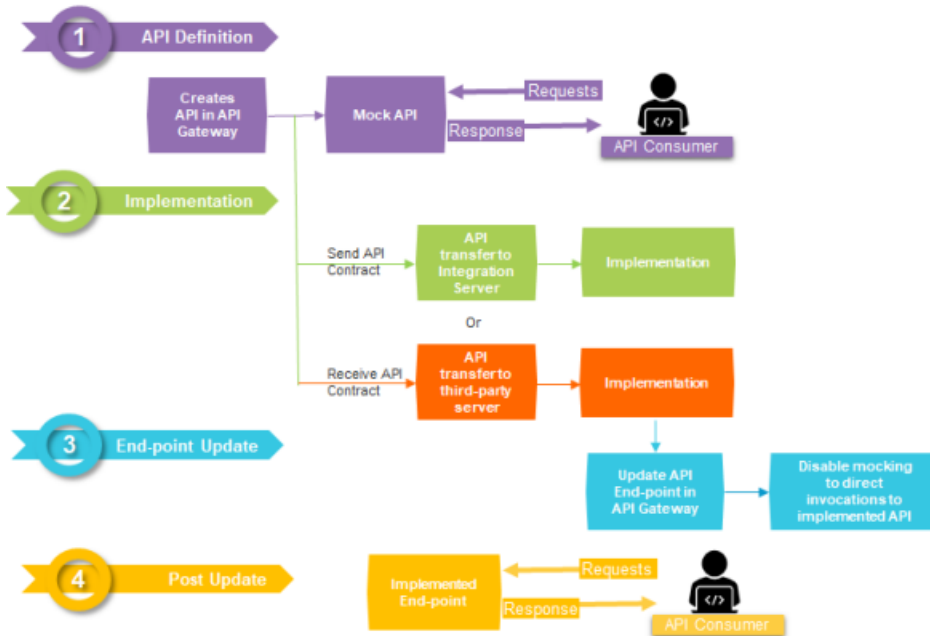 1
API Definition
Creates
API in API
Gateway
Mock API
Requests
Response
</>
API Consumer
2
Implementation
Send API
Contract
API
transfer to
Integration
Server
Implementation
Or
Receive API
Contract
API
transfer to
third-party
server
Implementation
3
End-point Update
Update API
End-point in
API Gateway
Disable mocking
to direct
invocations to
implemented API
4
Post Update
Implemented
End-point
Requests
Response
</>
API Consumer